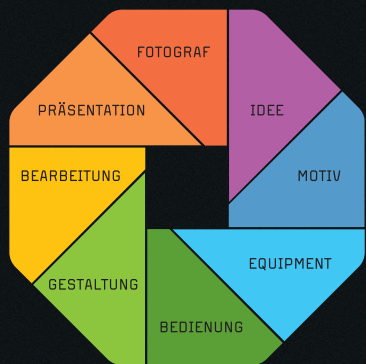 FOTOGRAF
IDEE
PRÄSENTATION
MOTIV
BEARBEITUNG
EQUIPMENT
GESTALTUNG
BEDIENUNG